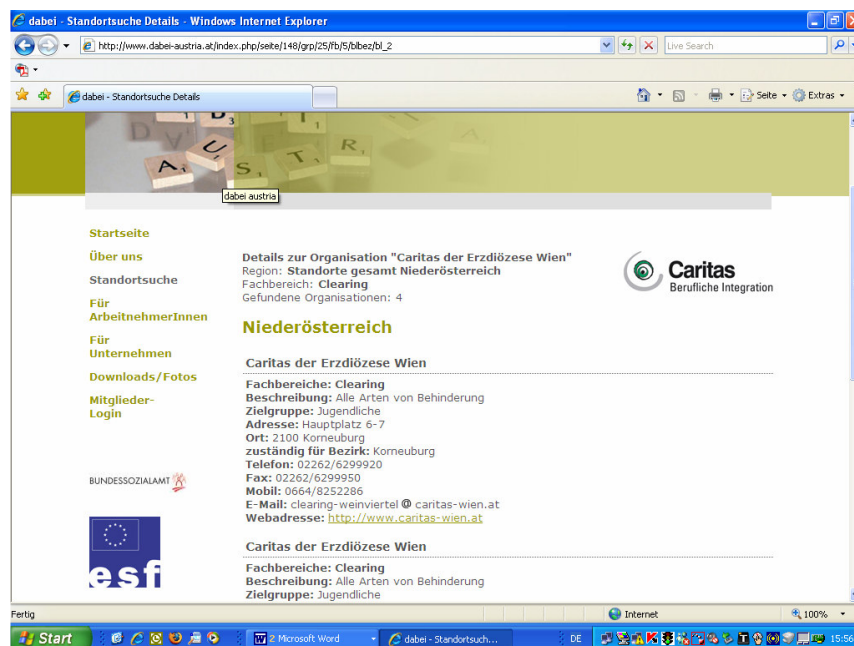 dabei - Standortsuche Details - Windows Internet Explorer
http://www.dabei-austria.at/index.php/seite/148/grp/25/fb/5/blbez/bl_2
Live Search
dabei - Standortsuche Details
Seite
Extras
D A
U
A1 S1 T1 R1
dabei austria
Startseite
Über uns
Standortsuche
Für
ArbeitnehmerInnen
Für
Unternehmen
Downloads/Fotos
Mitglieder-
Login
BUNDESSOZIALAMT
esf
Details zur Organisation "Caritas der Erzdiözese Wien"
Region: Standorte gesamt Niederösterreich
Fachbereich: Clearing
Gefundene Organisationen: 4
Caritas
Berufliche Integration
Niederösterreich
Caritas der Erzdiözese Wien
Fachbereiche: Clearing
Beschreibung: Alle Arten von Behinderung
Zielgruppe: Jugendliche
Adresse: Hauptplatz 6-7
Ort: 2100 Korneuburg
zuständig für Bezirk: Korneuburg
Telefon: 02262/6299920
Fax: 02262/6299950
Mobil: 0664/8252286
E-Mail: clearing-weinviertel @ caritas-wien.at
Webadresse: http://www.caritas-wien.at
Caritas der Erzdiözese Wien
Fachbereiche: Clearing
Beschreibung: Alle Arten von Behinderung
Zielgruppe: Jugendliche
Fertig
Internet
100%
Start
2 Microsoft Word
dabei - Standortsuch...
DE
15:56